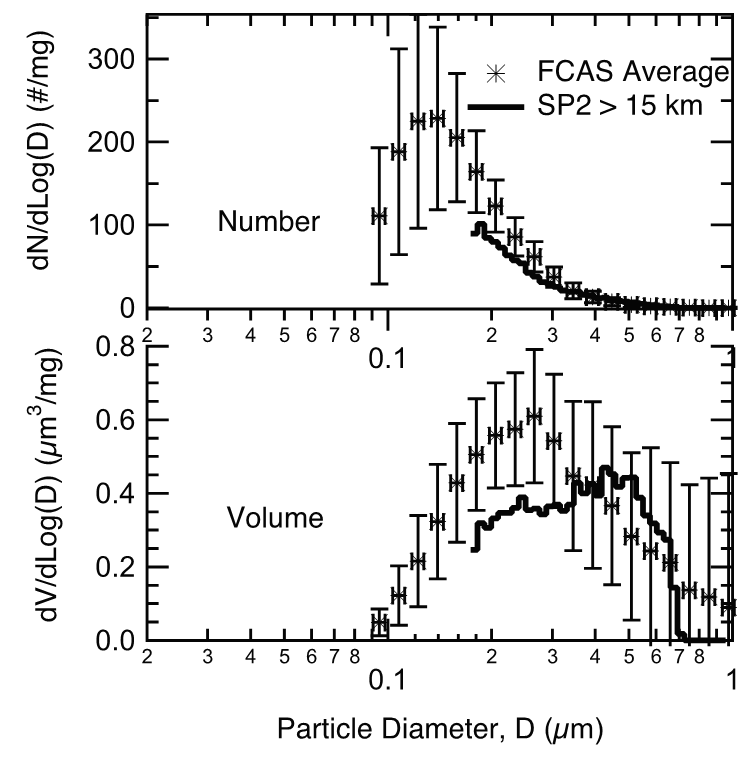 dN/dLog(D) (#/mg)
300
200
100
0
FCAS Average
SP2 > 15 km
Number
2 3 4 5 6 7 8 2 3 4 5 6 7 8
0.1 1
dV/dLog(D) (µm³/mg)
0.8
0.6
0.4
0.2
0.0
Volume
2 3 4 5 6 7 8 2 3 4 5 6 7 8
0.1 1
Particle Diameter, D (µm)